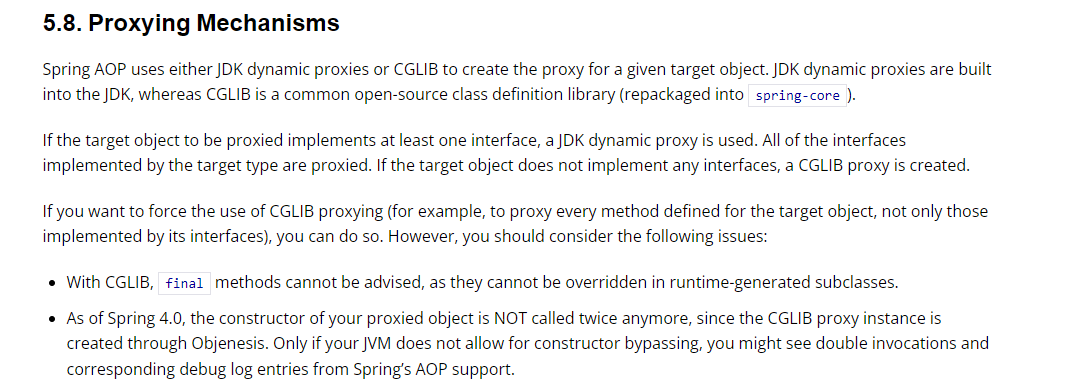 5.8. Proxying Mechanisms
Spring AOP uses either JDK dynamic proxies or CGLIB to create the proxy for a given target object. JDK dynamic proxies are built
into the JDK, whereas CGLIB is a common open-source class definition library (repackaged into spring-core ).
If the target object to be proxied implements at least one interface, a JDK dynamic proxy is used. All of the interfaces
implemented by the target type are proxied. If the target object does not implement any interfaces, a CGLIB proxy is created.
If you want to force the use of CGLIB proxying (for example, to proxy every method defined for the target object, not only those
implemented by its interfaces), you can do so. However, you should consider the following issues:
• With CGLIB, final methods cannot be advised, as they cannot be overridden in runtime-generated subclasses.
• As of Spring 4.0, the constructor of your proxied object is NOT called twice anymore, since the CGLIB proxy instance is
created through Objenesis. Only if your JVM does not allow for constructor bypassing, you might see double invocations and
corresponding debug log entries from Spring's AOP support.